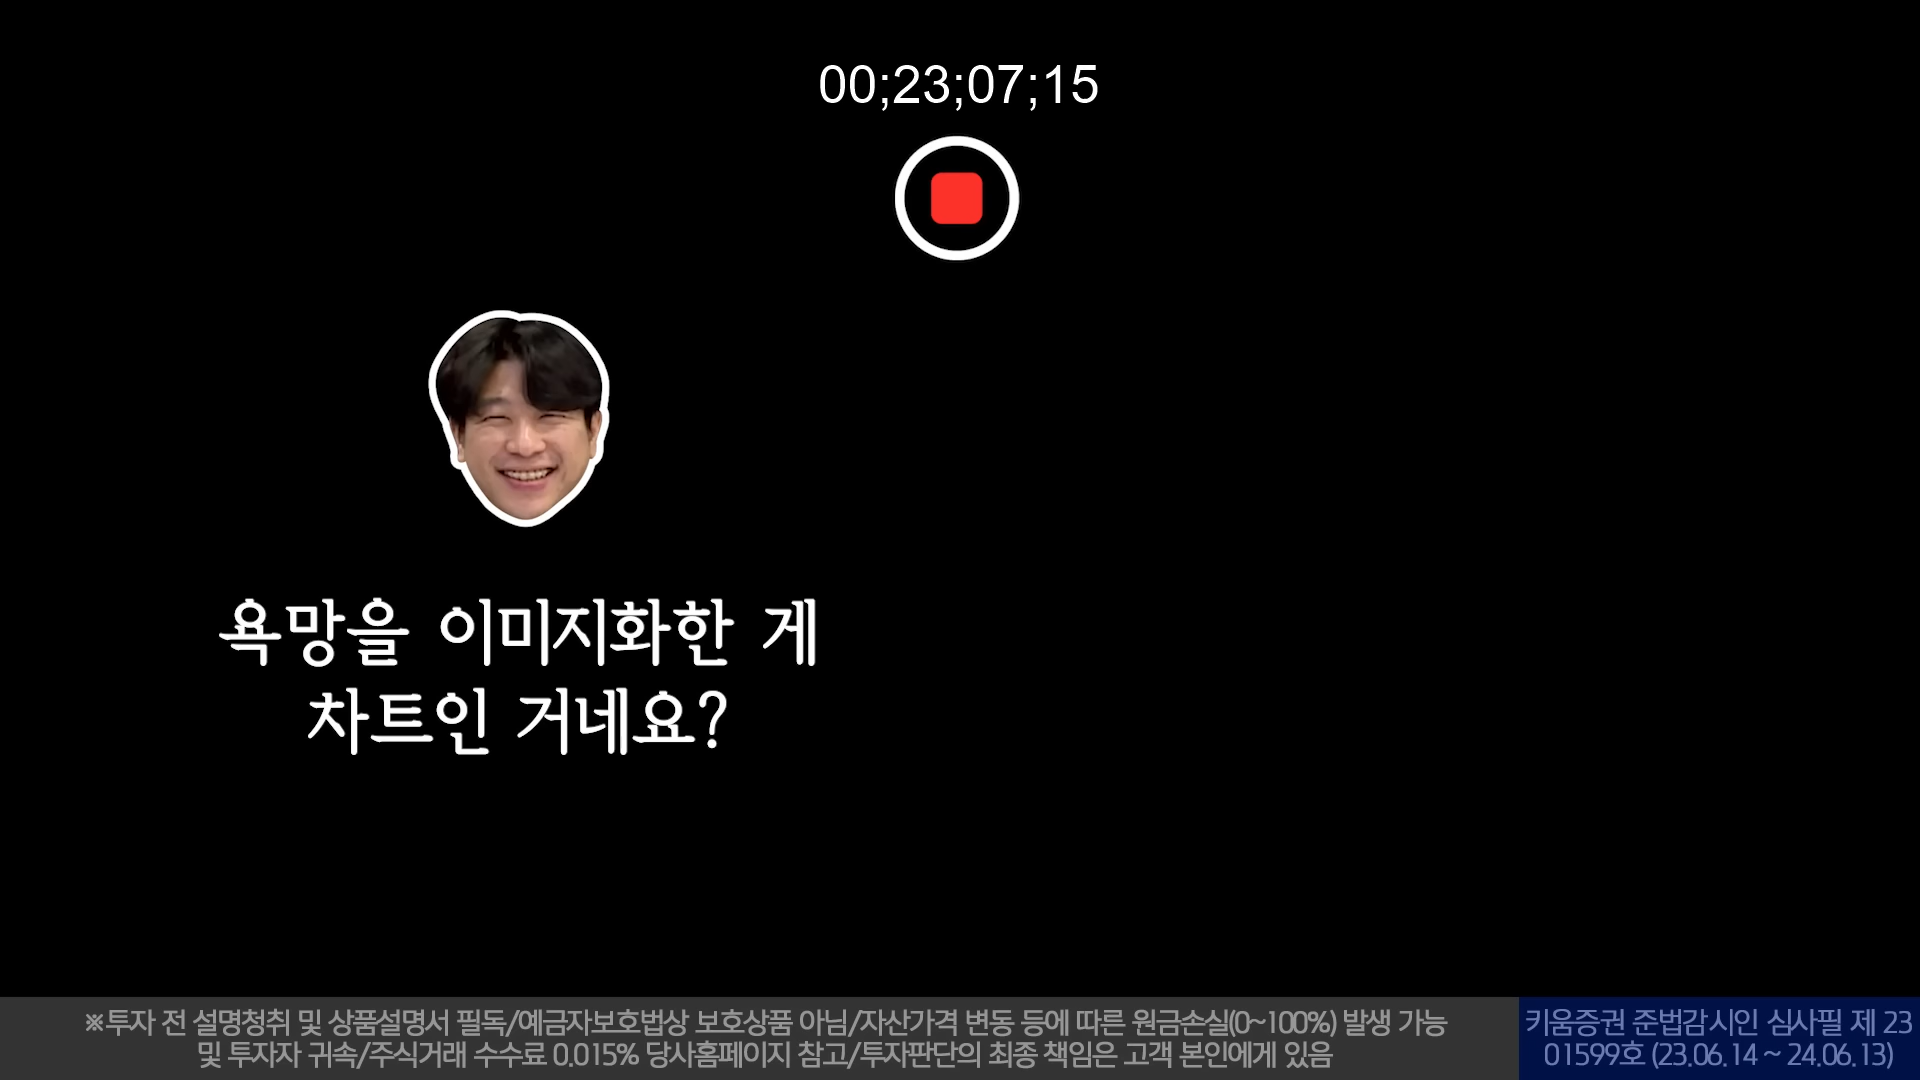 00;23;07;15
욕망을 이미지화한 게
차트인 거네요?
※투자 전 설명청취 및 상품설명서 필독/예금자보호법상 보호상품 아님/자산가격 변동 등에 따른 원금손실(0~100%) 발생 가능
및 투자자 귀속/주식거래 수수료 0.015% 당사홈페이지 참고/투자판단의 최종 책임은 고객 본인에게 있음
키움증권 준법감시인 심사필 제 23
01599호 (23.06.14 ~ 24.06.13)